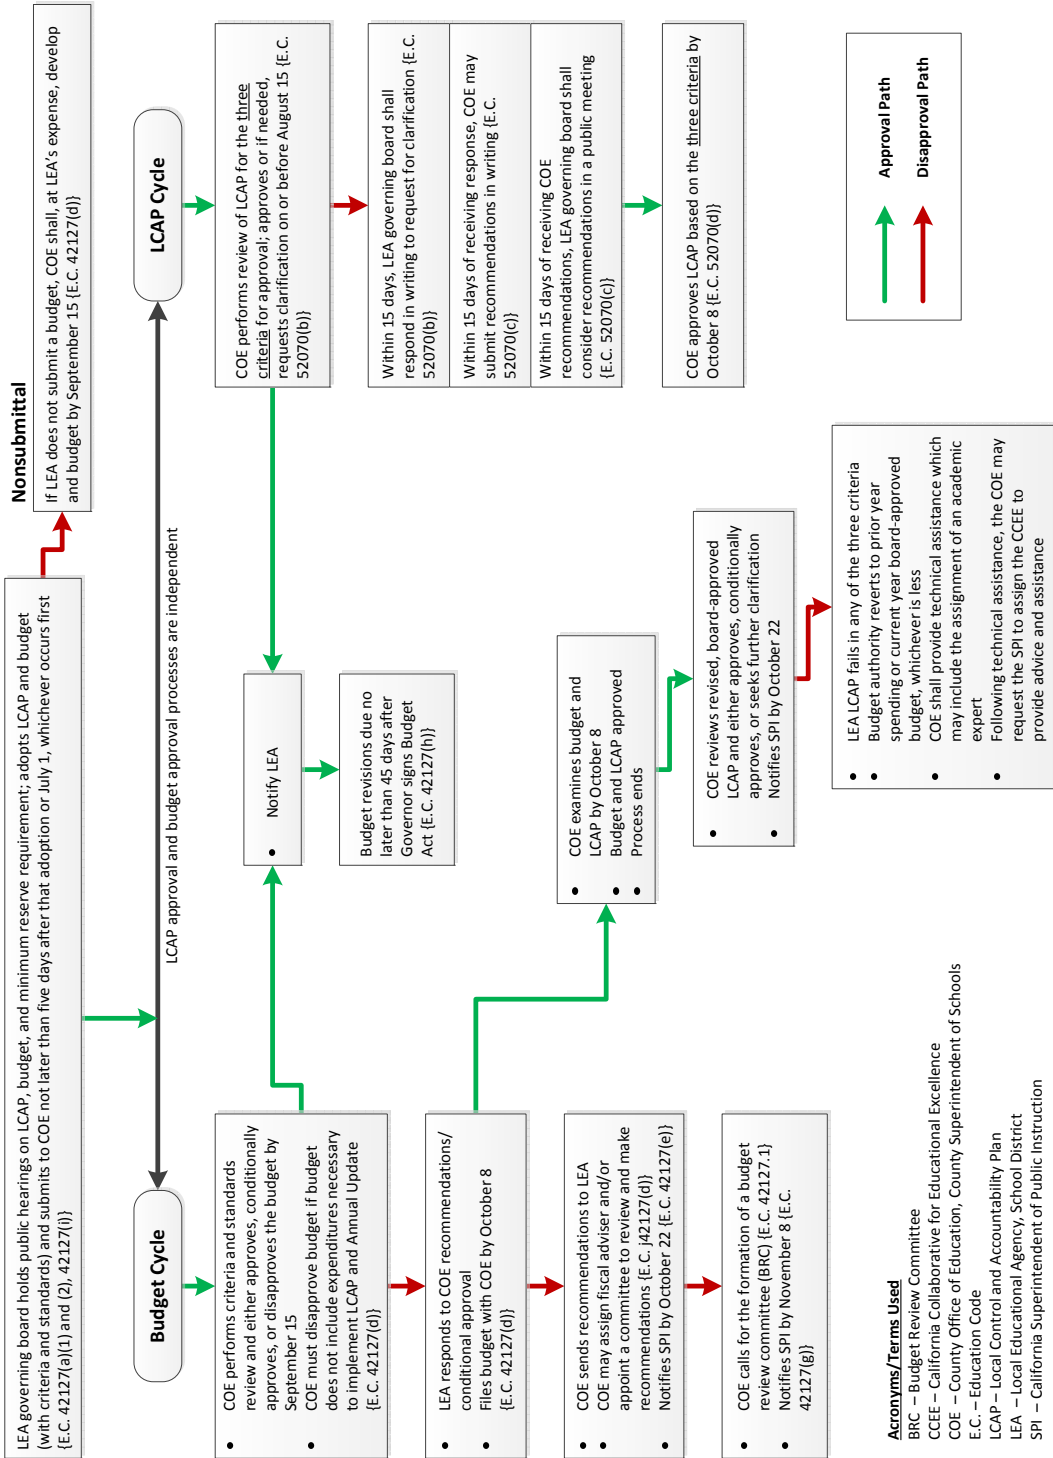 LEA governing board holds public hearings on LCAP, budget, and minimum reserve requirement; adopts LCAP and budget
(with criteria and standards) and submits to COE not later than five days after that adoption or July 1, whichever occurs first
{E.C. 42127(a)(1) and (2), 42127(i)}
Nonsubmittal
If LEA does not submit a budget, COE shall, at LEA's expense, develop
and budget by September 15 {E.C. 42127(d)}
Budget Cycle
LCAP approval and budget approval processes are independent
LCAP Cycle
• COE performs criteria and standards
review and either approves, conditionally
approves, or disapproves the budget by
September 15
• COE must disapprove budget if budget
does not include expenditures necessary
to implement LCAP and Annual Update
{E.C. 42127(d)}
• Notify LEA
Budget revisions due no
later than 45 days after
Governor signs Budget
Act {E.C. 42127(h)}
COE performs review of LCAP for the three
criteria for approval; approves or if needed,
requests clarification on or before August 15 {E.C.
52070(b)}
Within 15 days, LEA governing board shall
respond in writing to request for clarification {E.C.
52070(b)}
Within 15 days of receiving response, COE may
submit recommendations in writing {E.C.
52070(c)}
Within 15 days of receiving COE
recommendations, LEA governing board shall
consider recommendations in a public meeting
{E.C. 52070(c)}
COE approves LCAP based on the three criteria by
October 8 {E.C. 52070(d)}
• LEA responds to COE recommendations/
conditional approval
• Files budget with COE by October 8
{E.C. 42127(d)}
• COE examines budget and
LCAP by October 8
• Budget and LCAP approved
• Process ends
• COE sends recommendations to LEA
• COE may assign fiscal adviser and/or
appoint a committee to review and make
recommendations {E.C. j42127(d)}
• Notifies SPI by October 22 {E.C. 42127(e)}
• COE reviews revised, board-approved
LCAP and either approves, conditionally
approves, or seeks further clarification
• Notifies SPI by October 22
• COE calls for the formation of a budget
review committee (BRC) {E.C. 42127.1}
• Notifies SPI by November 8 {E.C.
42127(g)}
• LEA LCAP fails in any of the three criteria
• Budget authority reverts to prior year
spending or current year board-approved
budget, whichever is less
• COE shall provide technical assistance which
may include the assignment of an academic
expert
• Following technical assistance, the COE may
request the SPI to assign the CCEE to
provide advice and assistance
Approval Path
Disapproval Path
Acronyms/Terms Used
BRC – Budget Review Committee
CCEE – California Collaborative for Educational Excellence
COE – County Office of Education, County Superintendent of Schools
E.C. – Education Code
LCAP – Local Control and Accountability Plan
LEA – Local Educational Agency, School District
SPI – California Superintendent of Public Instruction